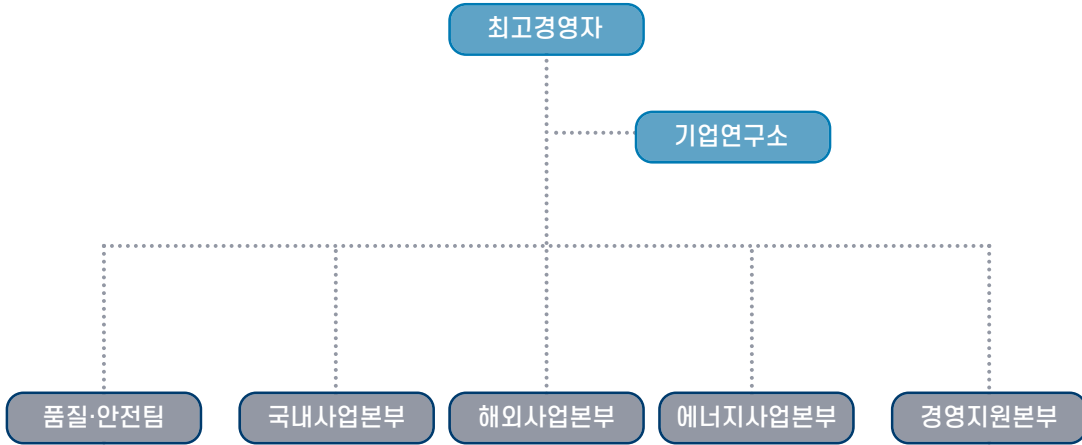 최고경영자
기업연구소
품질·안전팀
국내사업본부
해외사업본부
에너지사업본부
경영지원본부